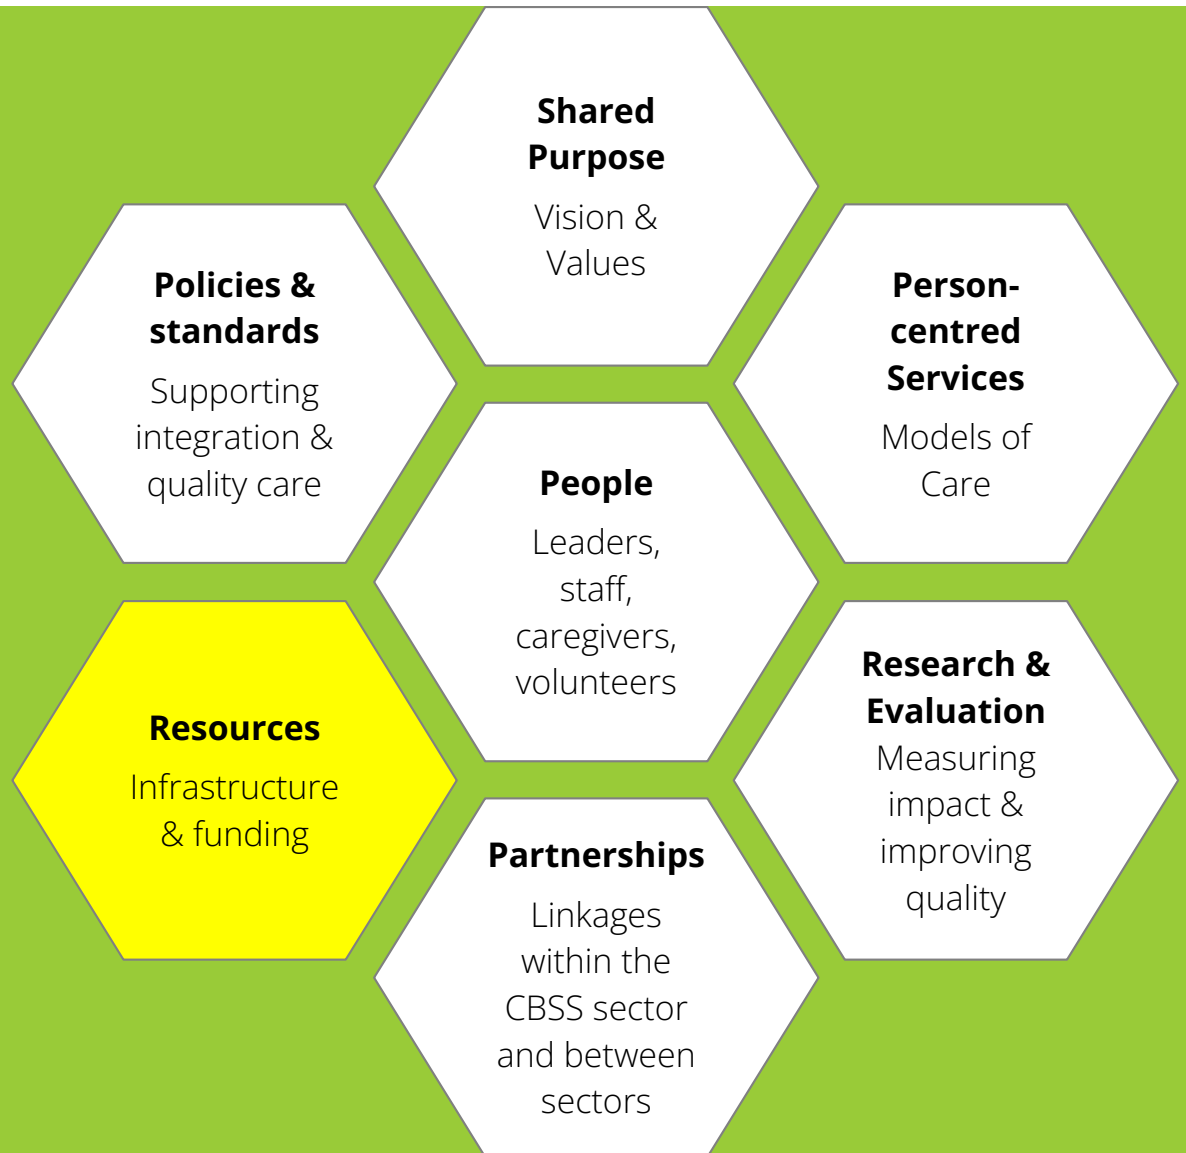 Shared
Purpose
Vision &
Values
Policies &
standards
Supporting
integration &
quality care
Person-
centred
Services
Models of
Care
People
Leaders,
staff,
caregivers,
volunteers
Resources
Infrastructure
& funding
Research &
Evaluation
Measuring
impact &
improving
quality
Partnerships
Linkages
within the
CBSS sector
and between
sectors